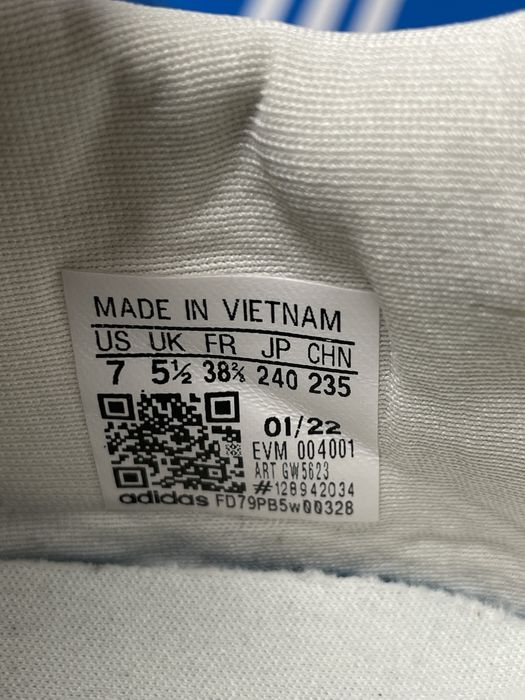 MADE IN VIETNAM
US UK FR JP CHN
7 5½ 38⅔ 240 235
01/22
EVM 004001
ART GW5623
#128942034
adidas FD79PB5w00328